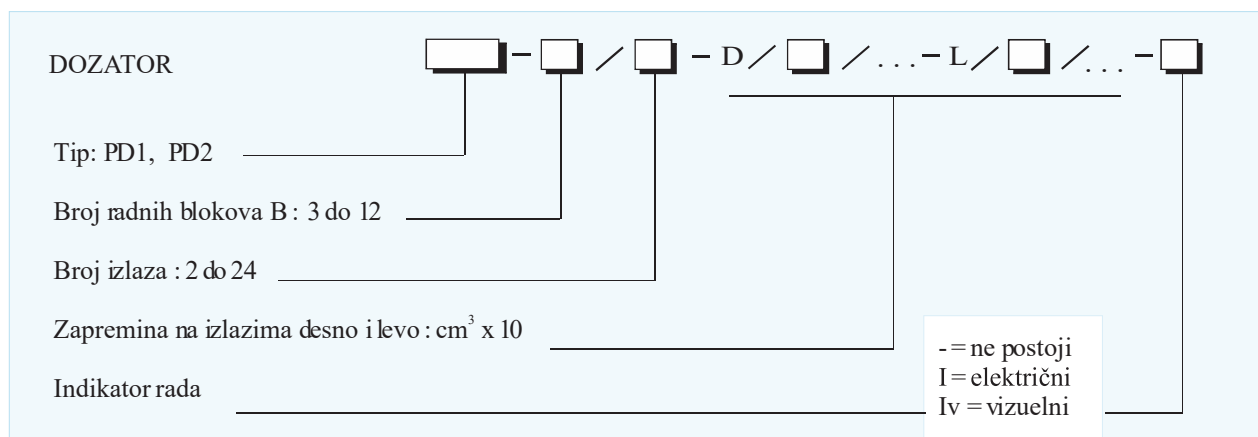 DOZATOR – / – D / / ... – L / / ... –
Tip: PD1, PD2
Broj radnih blokova B : 3 do 12
Broj izlaza : 2 do 24
Zapremina na izlazima desno i levo : cm³ x 10
Indikator rada
- = ne postoji
I = električni
Iv = vizuelni